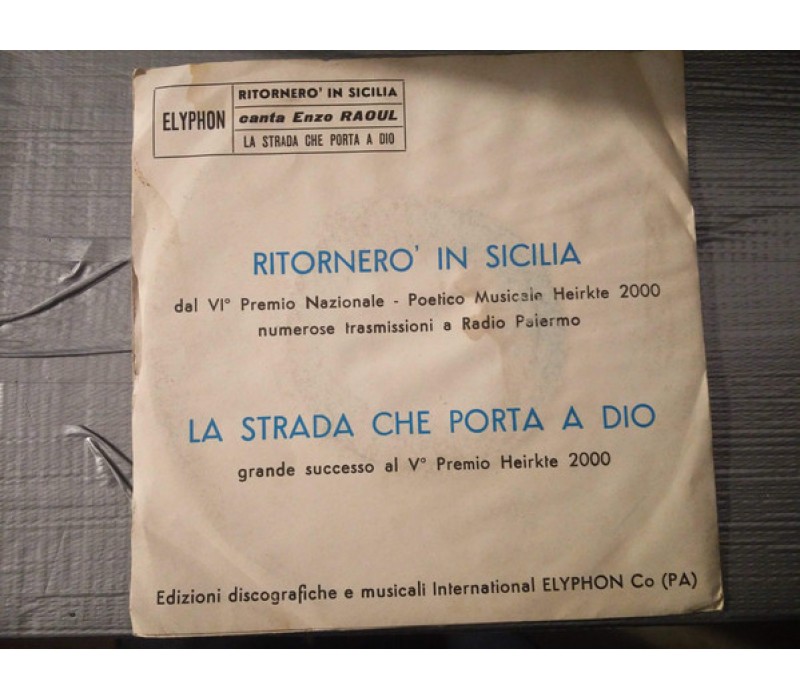 ELYPHON
RITORNERO' IN SICILIA
canta Enzo RAOUL
LA STRADA CHE PORTA A DIO
RITORNERO' IN SICILIA
dal VI° Premio Nazionale - Poetico Musicale Heirkte 2000
numerose trasmissioni a Radio Palermo
LA STRADA CHE PORTA A DIO
grande successo al V° Premio Heirkte 2000
Edizioni discografiche e musicali International ELYPHON Co (PA)